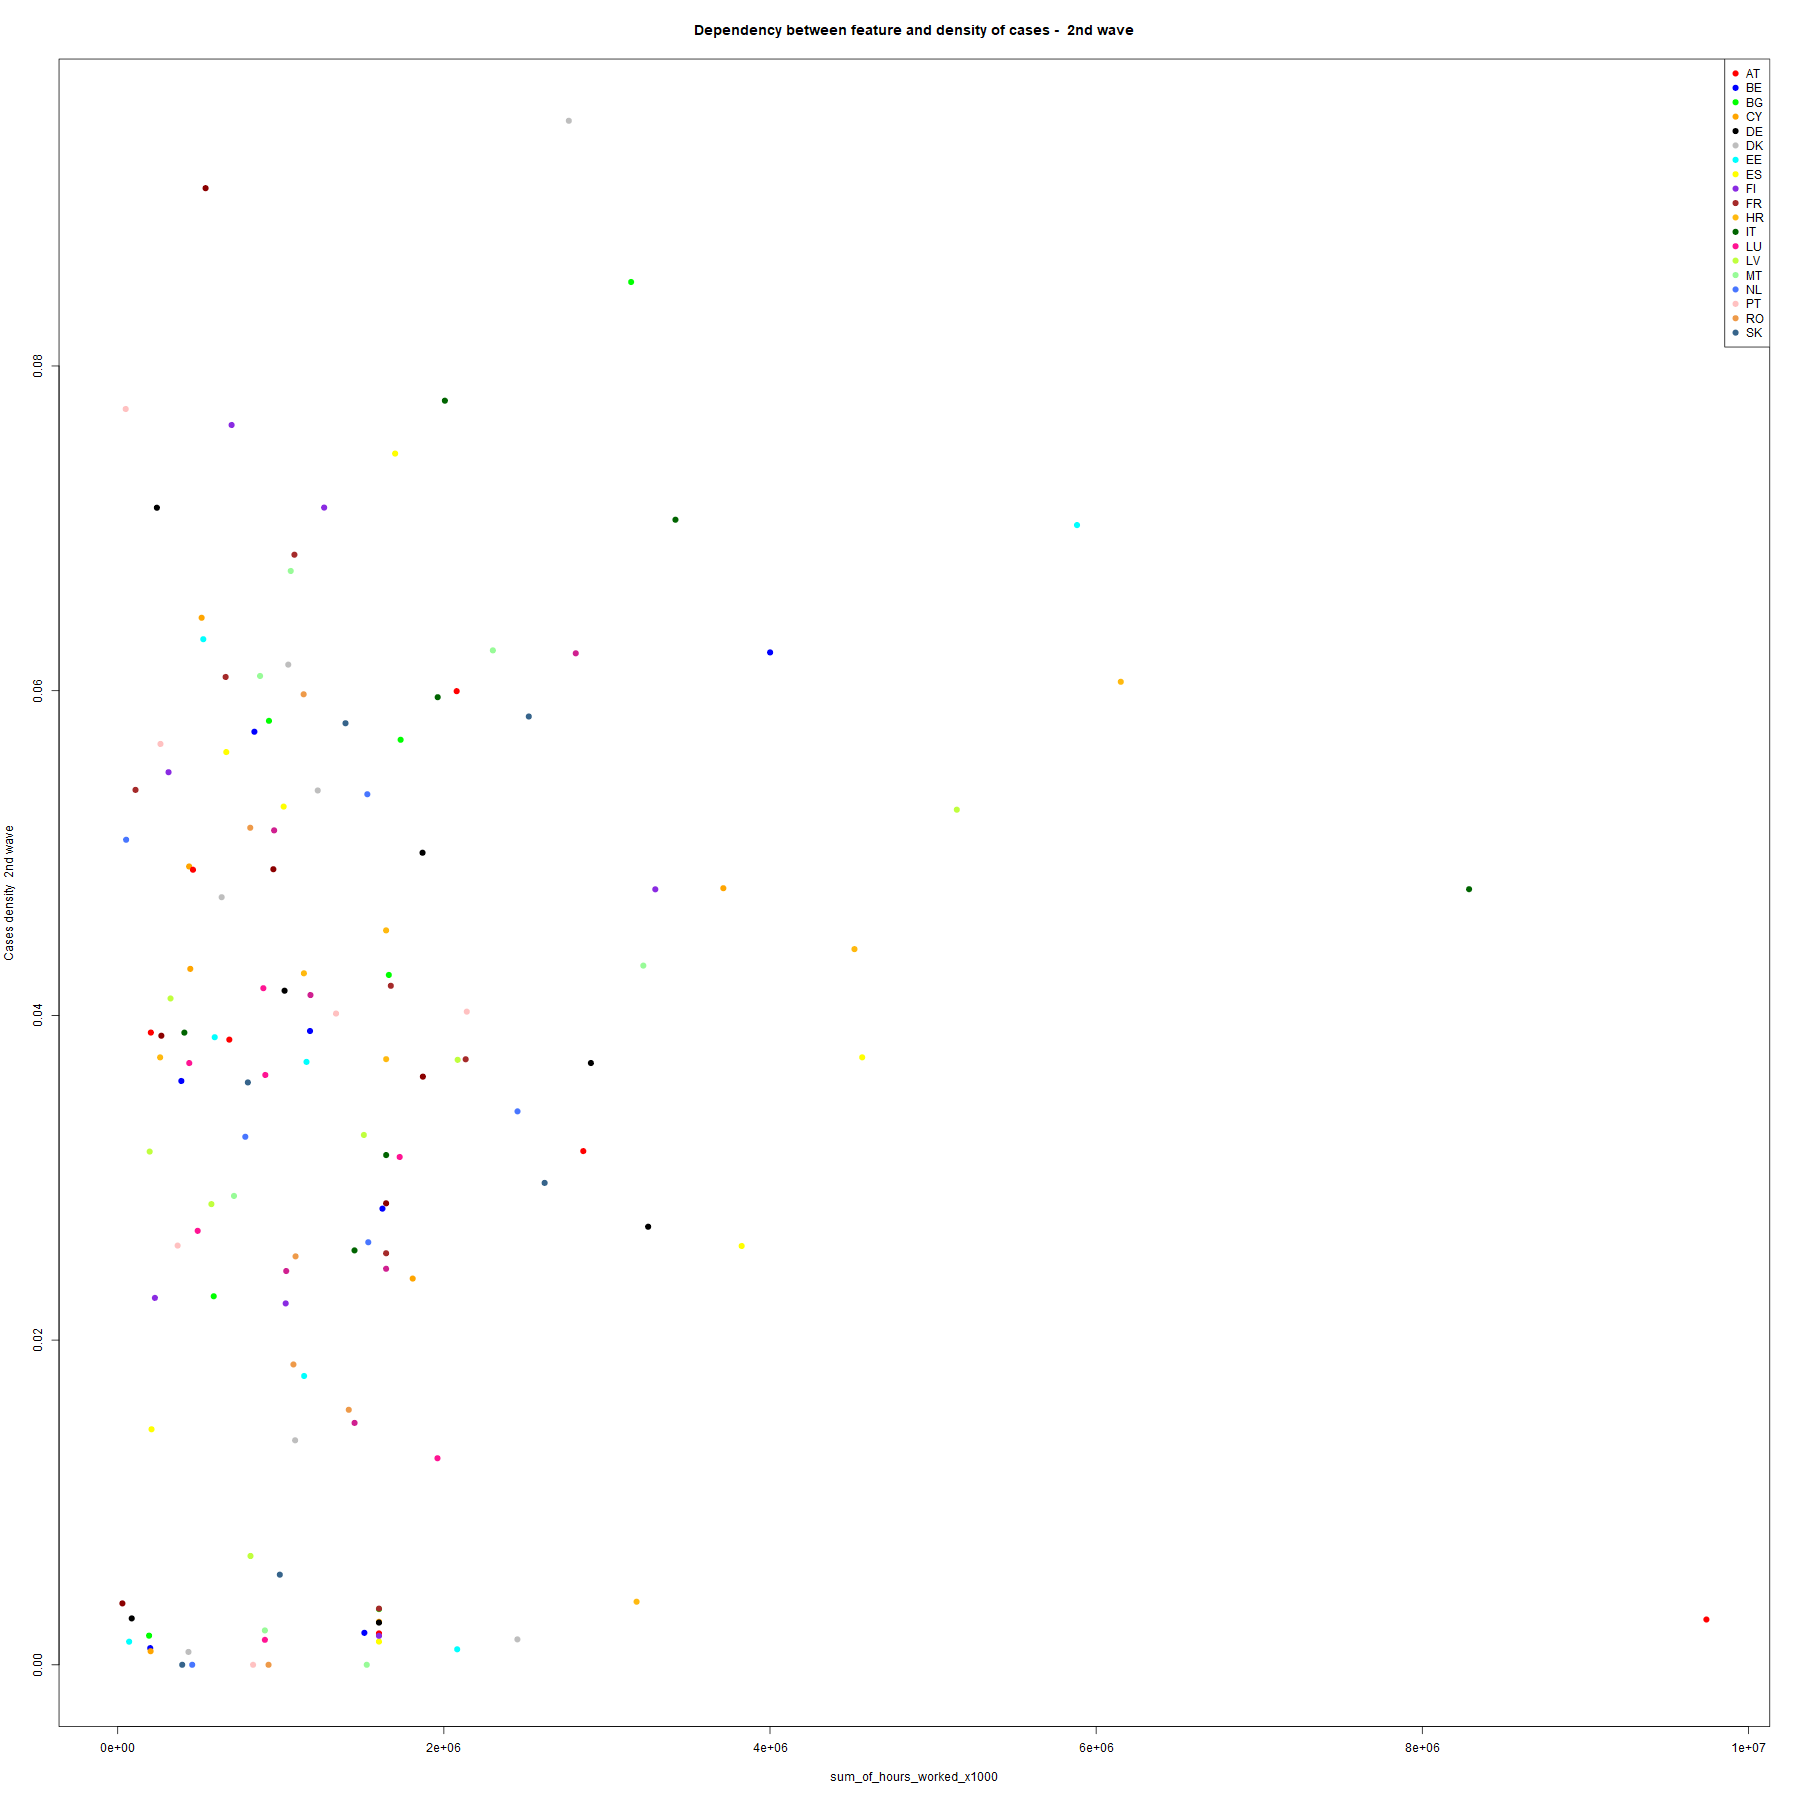 Dependency between feature and density of cases -  2nd wave
AT
BE
BG
CY
DE
DK
EE
ES
FI
FR
HR
IT
LU
LV
MT
NL
PT
RO
SK
Cases density  2nd wave
0.08
0.06
0.04
0.02
0.00
0e+00 2e+06 4e+06 6e+06 8e+06 1e+07
sum_of_hours_worked_x1000